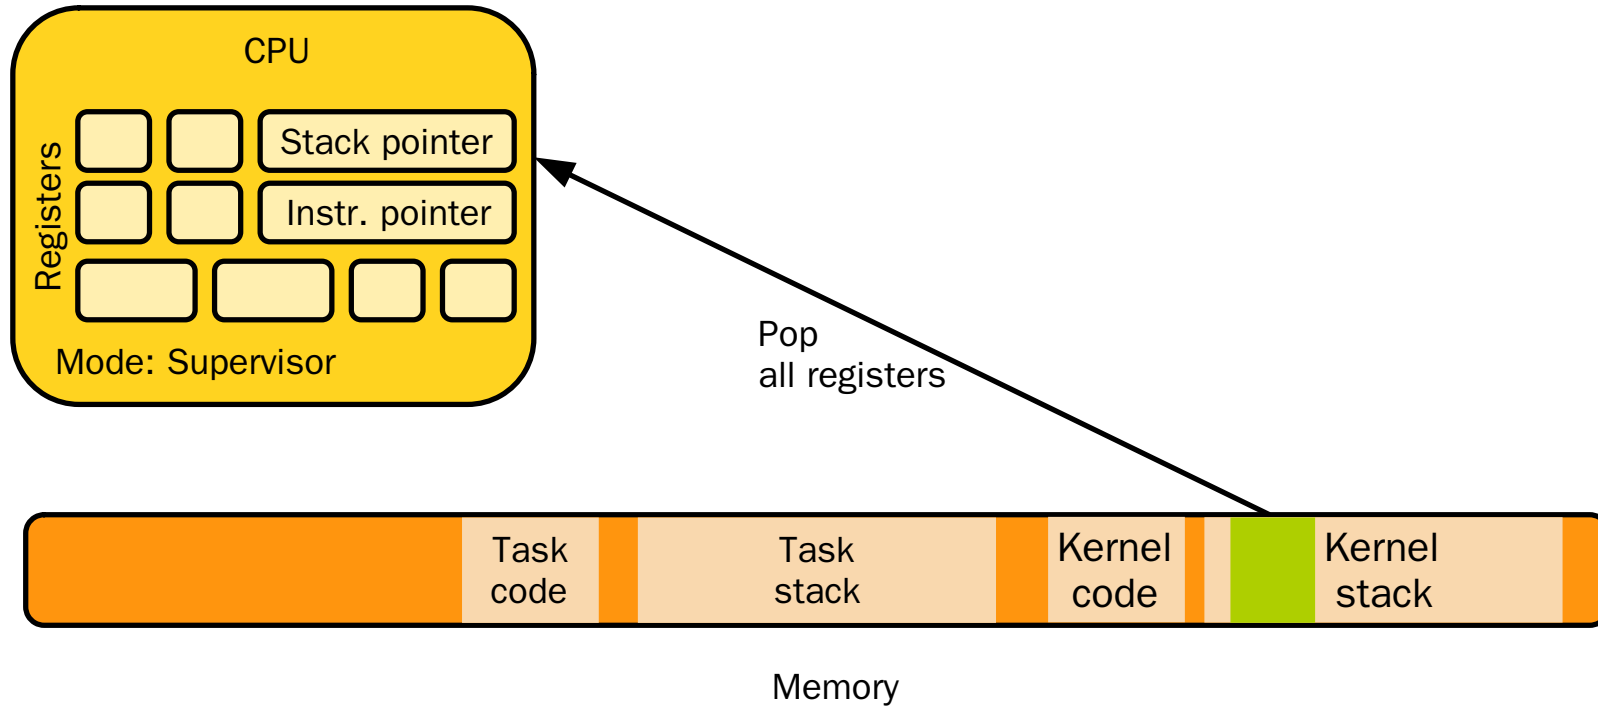 CPU
Registers
Stack pointer
Instr. pointer
Mode: Supervisor
Pop
all registers
Task
code
Task
stack
Kernel
code
Kernel
stack
Memory